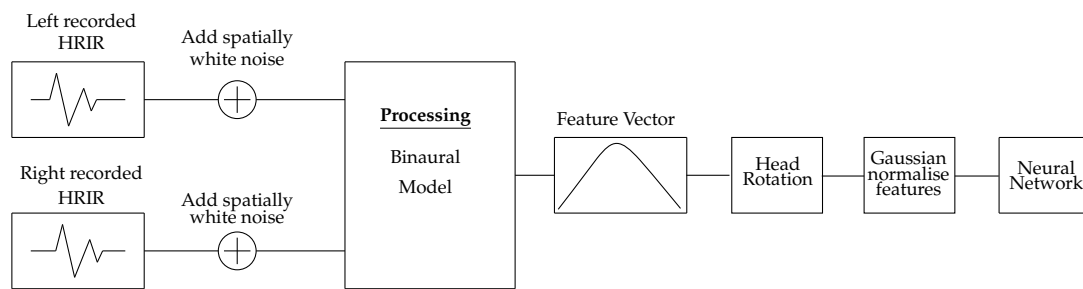 Left recorded
HRIR
Add spatially
white noise
Processing
Binaural
Model
Right recorded
HRIR
Add spatially
white noise
Feature Vector
Head
Rotation
Gaussian
normalise
features
Neural
Network